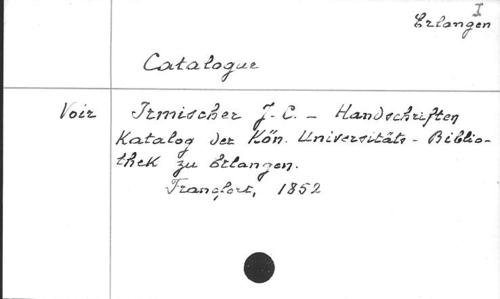 I
Erlangen
Catalogue
Voir Irmischer J.-C. - Handschriften
Katalog der Kön. Universitäts-Biblio-
thek zu Erlangen.
Francfort, 1852